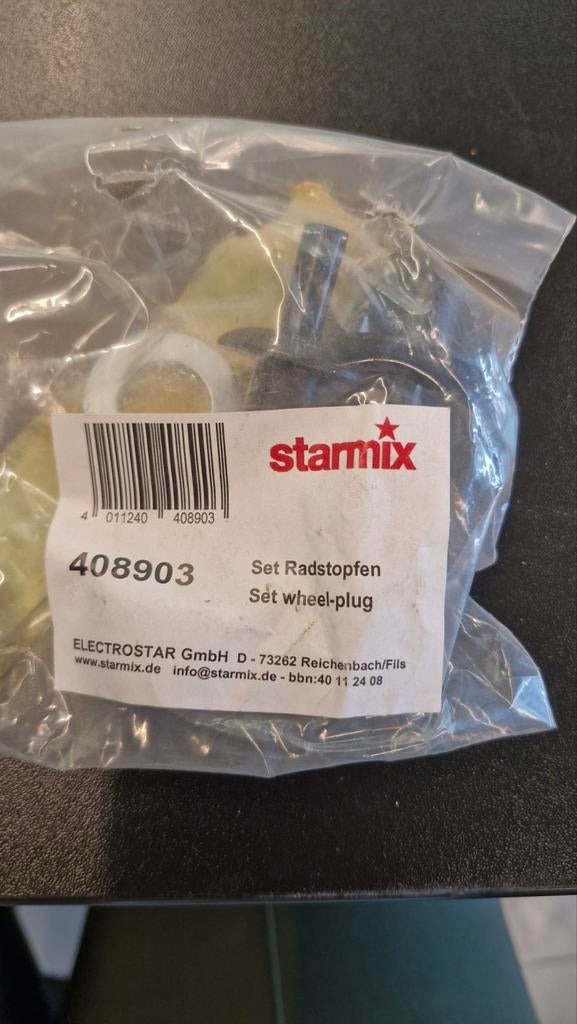 starmix
4 011240 408903
408903
Set Radstopfen
Set wheel-plug
ELECTROSTAR GmbH D - 73262 Reichenbach/Fils
www.starmix.de info@starmix.de - bbn:40 11 24 08